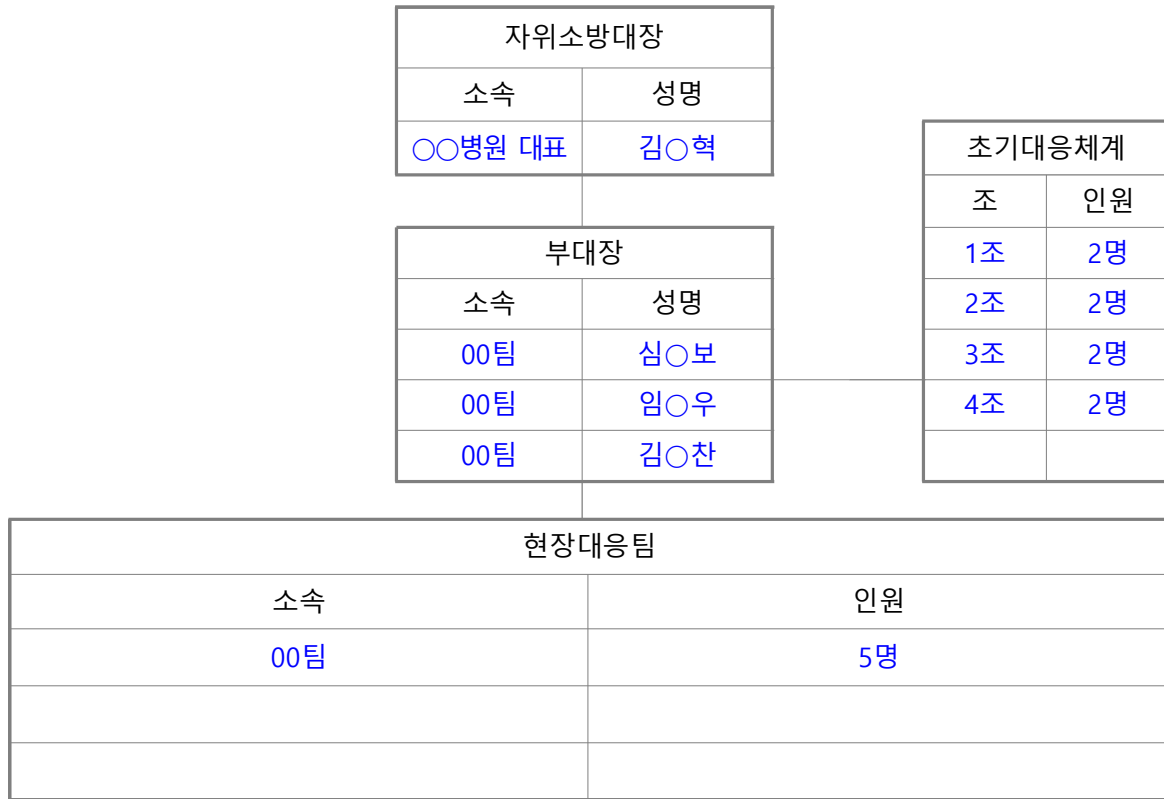 자위소방대장
소속 성명
○○병원 대표 김○혁
초기대응체계
조 인원
1조 2명
2조 2명
3조 2명
4조 2명
부대장
소속 성명
00팀 심○보
00팀 임○우
00팀 김○찬
현장대응팀
소속 인원
00팀 5명